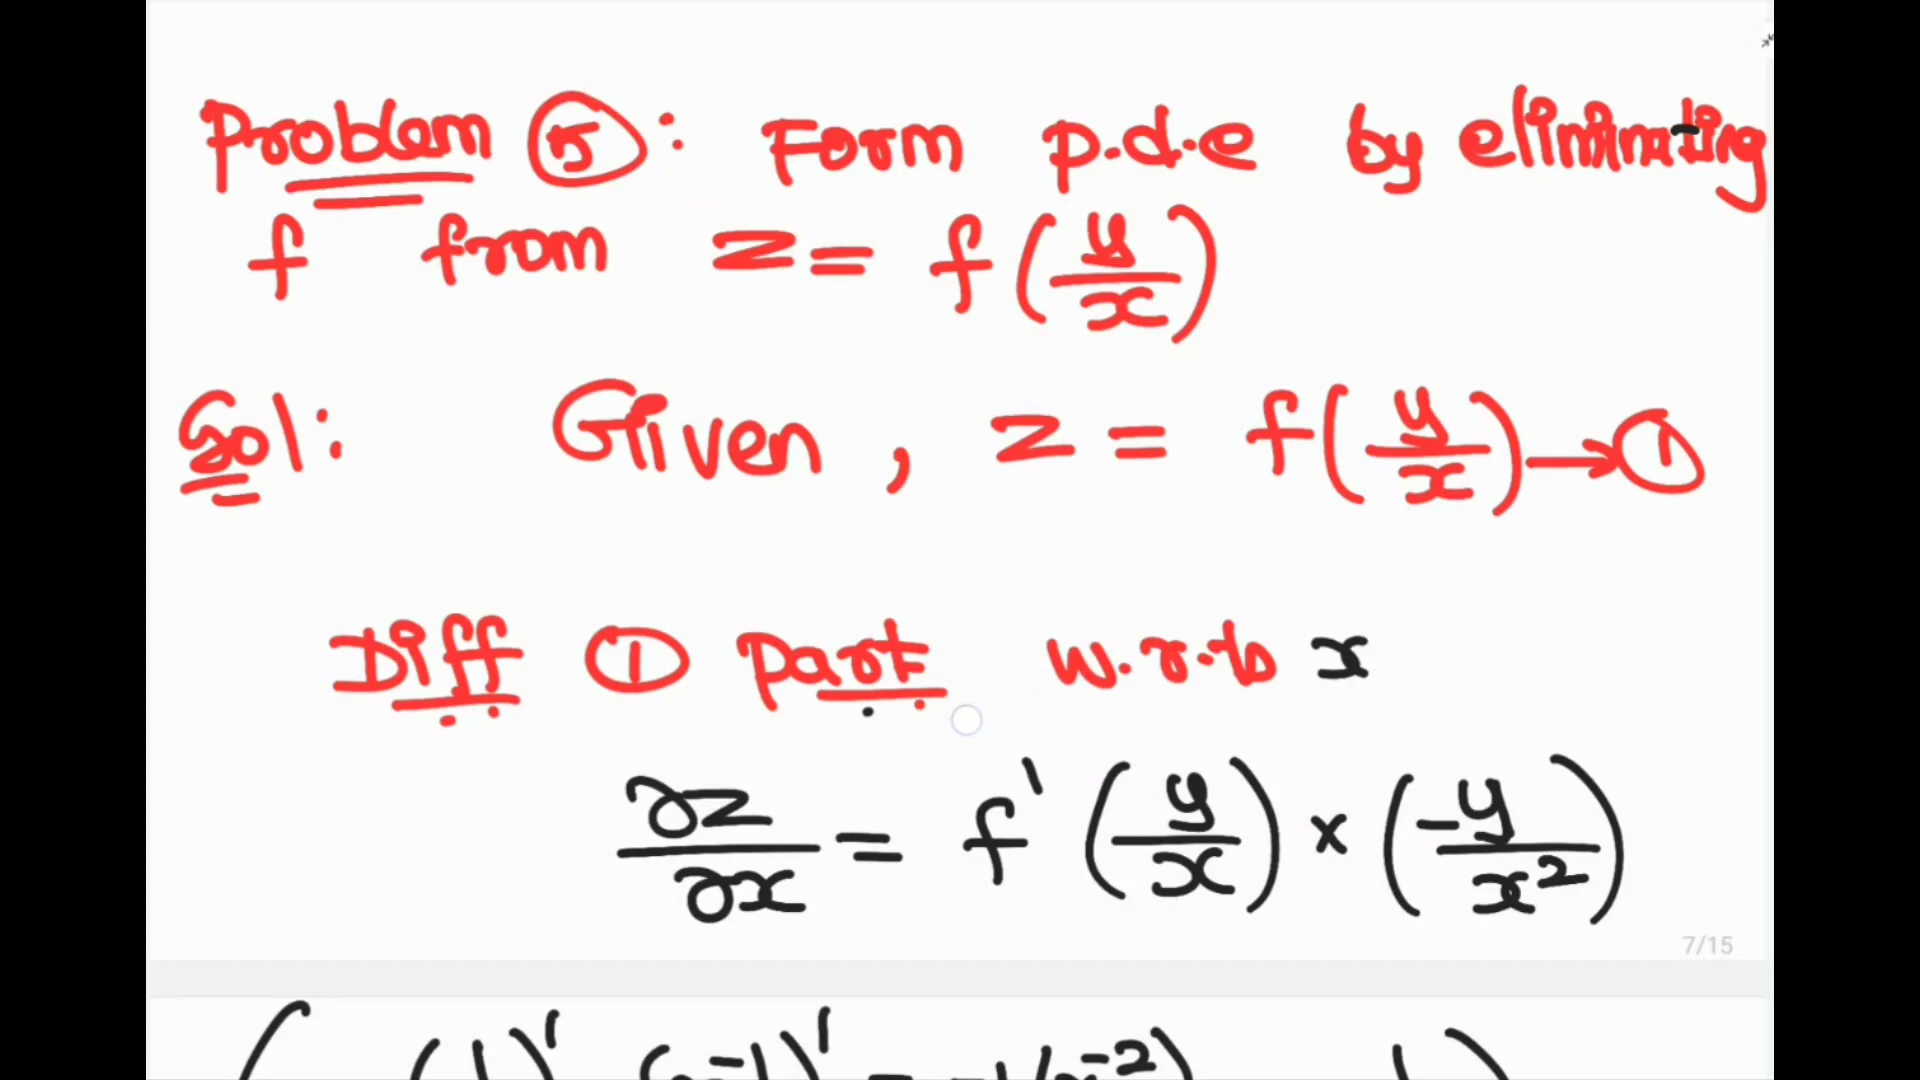 Problem ⑤: Form p.d.e by eliminating
f from z = f(y/x)
Sol: Given, z = f(y/x) → ①
Diff ① part w.r.to x
∂z/∂x = f'(y/x) × (-y/x²)
7/15